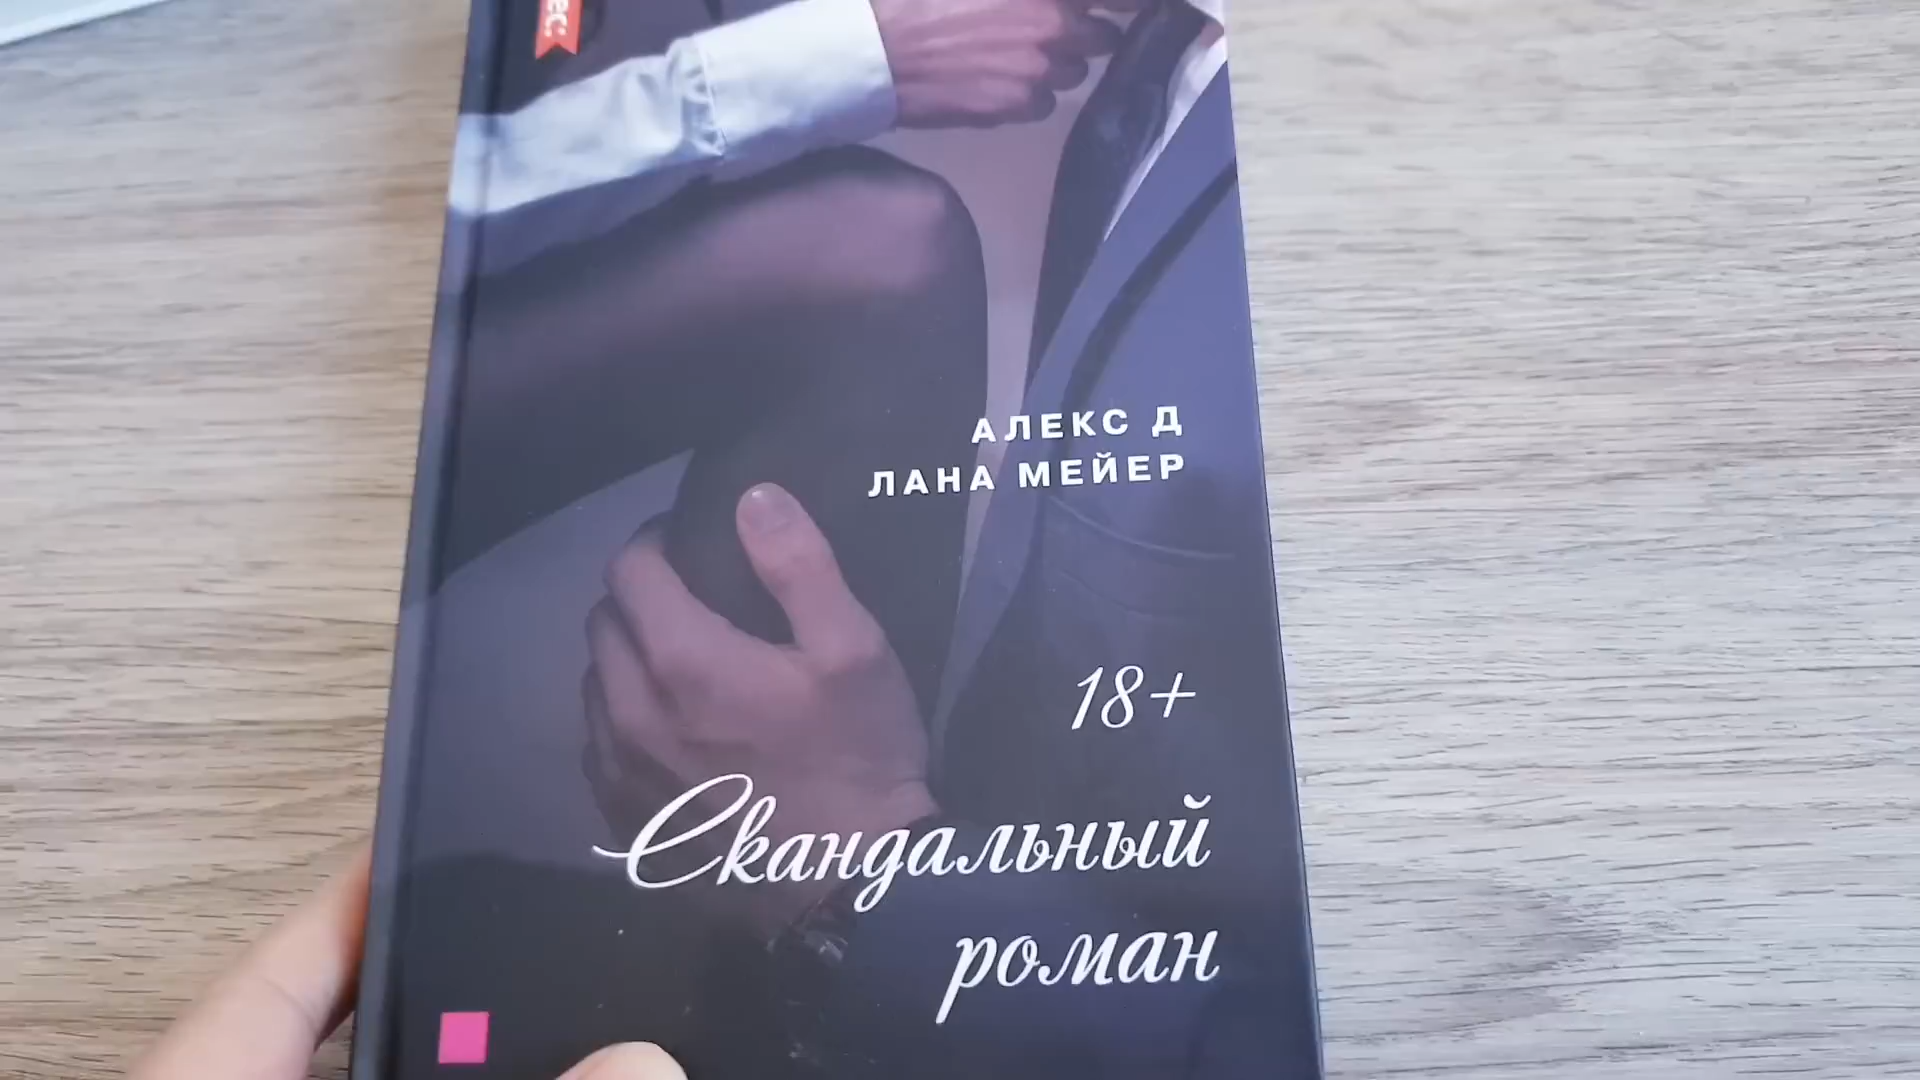 АЛЕКС Д
ЛАНА МЕЙЕР
18+
Скандальный
роман